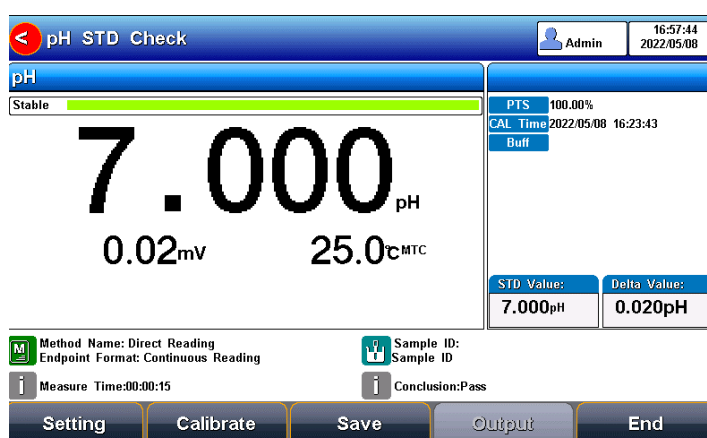 < pH STD Check
Admin
16:57:44
2022/05/08
pH
Stable
7.000pH
0.02mV
25.0℃MTC
PTS 100.00%
CAL Time 2022/05/08 16:23:43
Buff
STD Value:
7.000pH
Delta Value:
0.020pH
M
Method Name: Direct Reading
Endpoint Format: Continuous Reading
Sample ID:
Sample ID
i
Measure Time:00:00:15
i
Conclusion:Pass
Setting
Calibrate
Save
Output
End